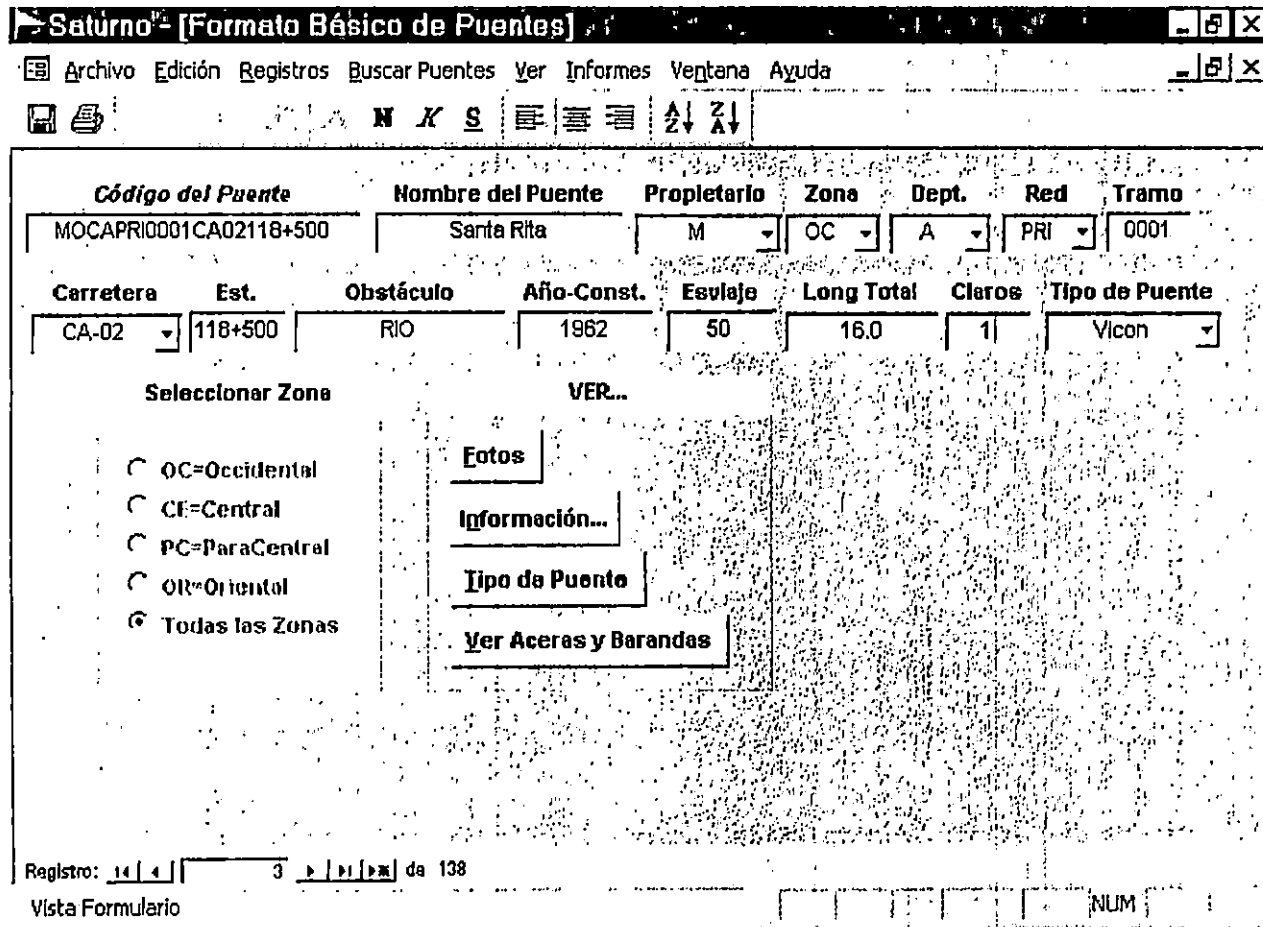 Saturno - [Formato Básico de Puentes]
Archivo Edición Registros Buscar Puentes Ver Informes Ventana Ayuda
N K S
Código del Puente Nombre del Puente Propietario Zona Dept. Red Tramo
MOCAPRI0001CA02118+500 Santa Rita M OC A PRI 0001
Carretera Est. Obstáculo Año-Const. Esviaje Long Total Claros Tipo de Puente
CA-02 118+500 RIO 1962 50 16.0 1 Vicon
Seleccionar Zona VER...
Fotos
OC=Occidental
CE=Central
Información...
PC=ParaCentral
Tipo de Puente
OR=Oriental
Todas las Zonas
Ver Aceras y Barandas
Registro: 3 de 138
Vista Formulario NUM